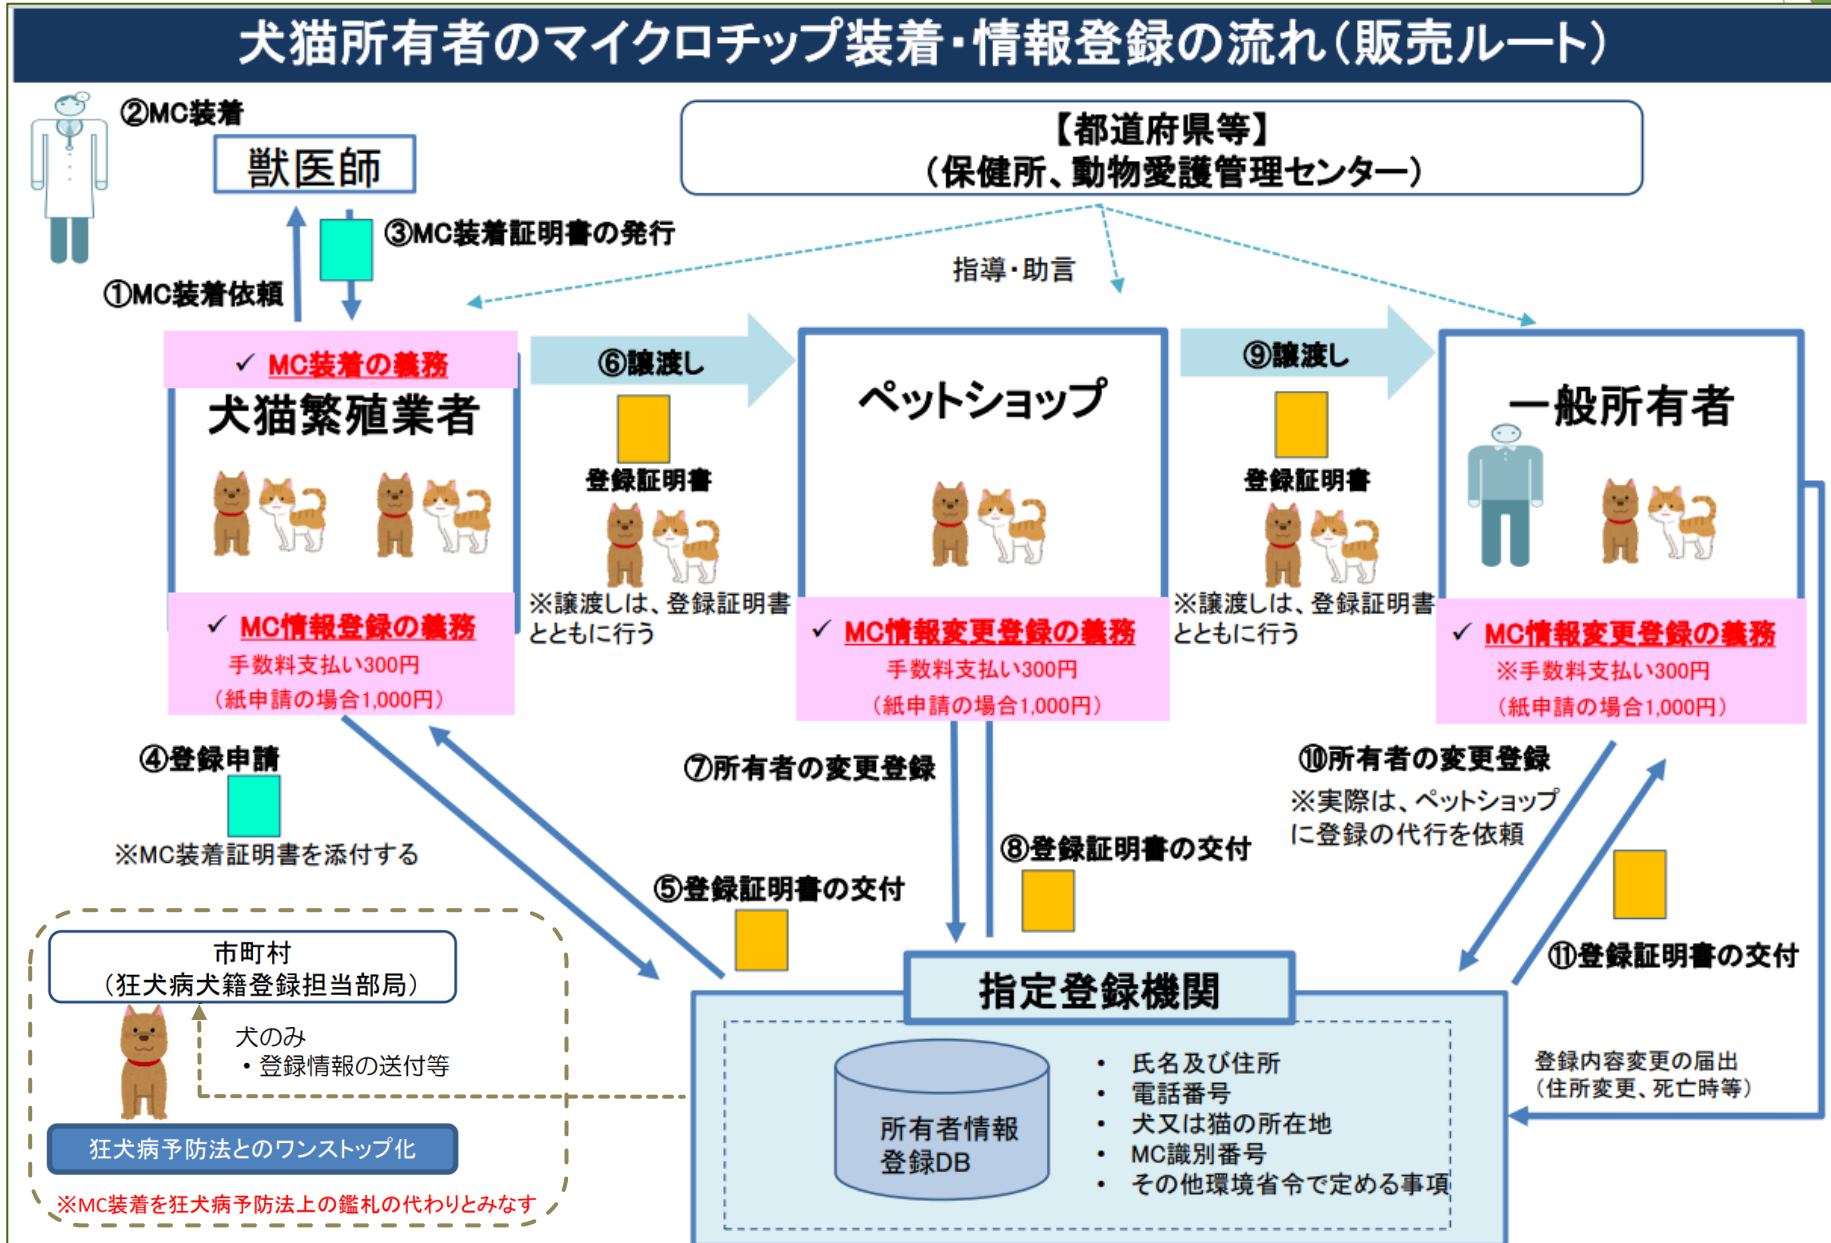 犬猫所有者のマイクロチップ装着・情報登録の流れ(販売ルート)
②MC装着
獣医師
【都道府県等】
(保健所、動物愛護管理センター)
③MC装着証明書の発行
①MC装着依頼
指導・助言
✓ MC装着の義務
犬猫繁殖業者
✓ MC情報登録の義務
手数料支払い300円
(紙申請の場合1,000円)
⑥譲渡し
登録証明書
※譲渡しは、登録証明書
とともに行う
ペットショップ
✓ MC情報変更登録の義務
手数料支払い300円
(紙申請の場合1,000円)
⑨譲渡し
登録証明書
※譲渡しは、登録証明書
とともに行う
一般所有者
✓ MC情報変更登録の義務
※手数料支払い300円
(紙申請の場合1,000円)
④登録申請
※MC装着証明書を添付する
⑤登録証明書の交付
⑦所有者の変更登録
⑧登録証明書の交付
⑩所有者の変更登録
※実際は、ペットショップ
に登録の代行を依頼
⑪登録証明書の交付
市町村
(狂犬病犬籍登録担当部局)
犬のみ
・登録情報の送付等
狂犬病予防法とのワンストップ化
※MC装着を狂犬病予防法上の鑑札の代わりとみなす
指定登録機関
所有者情報
登録DB
• 氏名及び住所
• 電話番号
• 犬又は猫の所在地
• MC識別番号
• その他環境省令で定める事項
登録内容変更の届出
(住所変更、死亡時等)